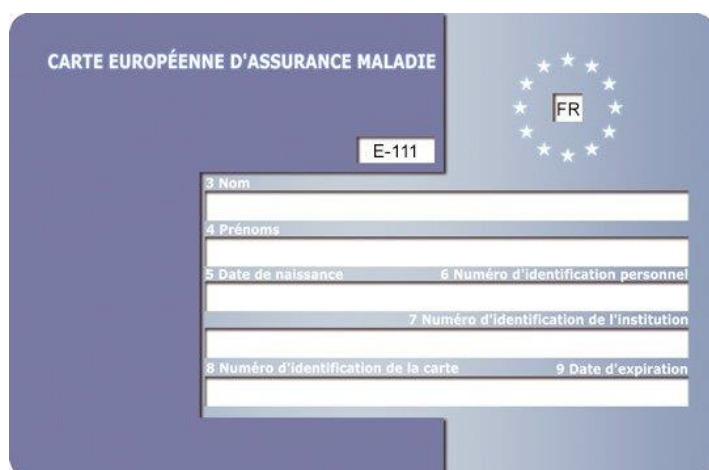 CARTE EUROPÉENNE D'ASSURANCE MALADIE
FR
E-111
3 Nom
4 Prénoms
5 Date de naissance 6 Numéro d'identification personnel
7 Numéro d'identification de l'institution
8 Numéro d'identification de la carte 9 Date d'expiration